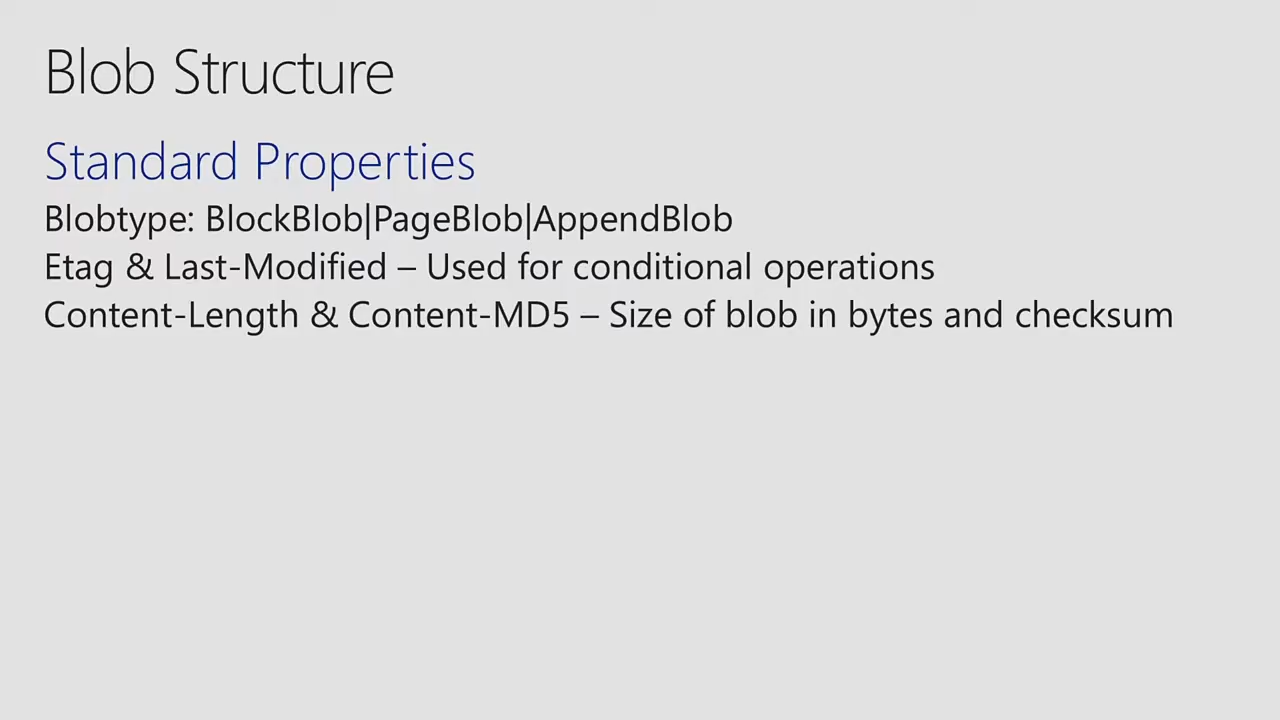 Blob Structure
Standard Properties
Blobtype: BlockBlob|PageBlob|AppendBlob
Etag & Last-Modified – Used for conditional operations
Content-Length & Content-MD5 – Size of blob in bytes and checksum